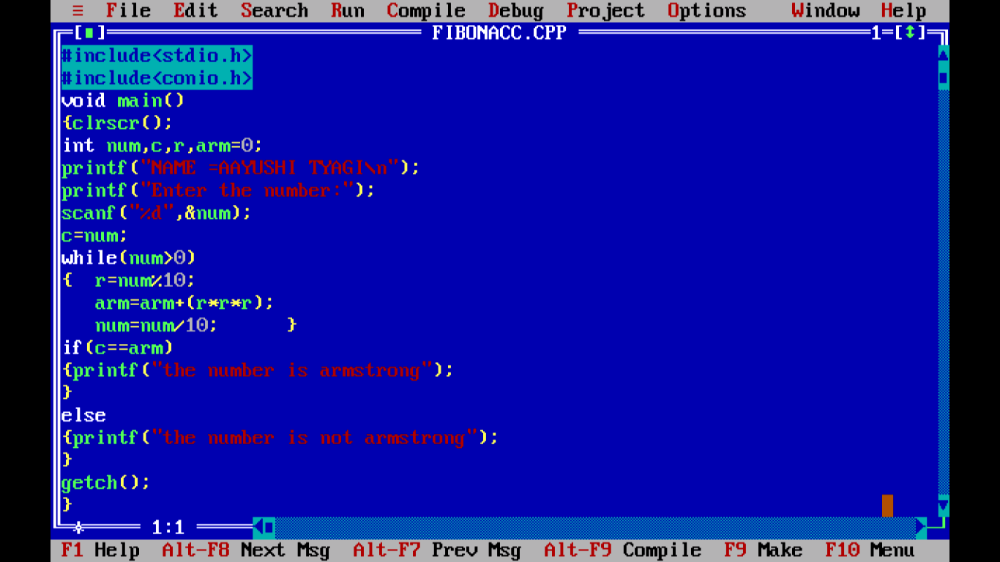 ≡ File Edit Search Run Compile Debug Project Options Window Help
[■] FIBONACC.CPP 1=[↕]
#include<stdio.h>
#include<conio.h>
void main()
{clrscr();
int num,c,r,arm=0;
printf("NAME =AAYUSHI TYAGI\n");
printf("Enter the number:");
scanf("%d",&num);
c=num;
while(num>0)
{  r=num%10;
   arm=arm+(r*r*r);
   num=num/10;      }
if(c==arm)
{printf("the number is armstrong");
}
else
{printf("the number is not armstrong");
}
getch();
}
1:1
F1 Help Alt-F8 Next Msg Alt-F7 Prev Msg Alt-F9 Compile F9 Make F10 Menu